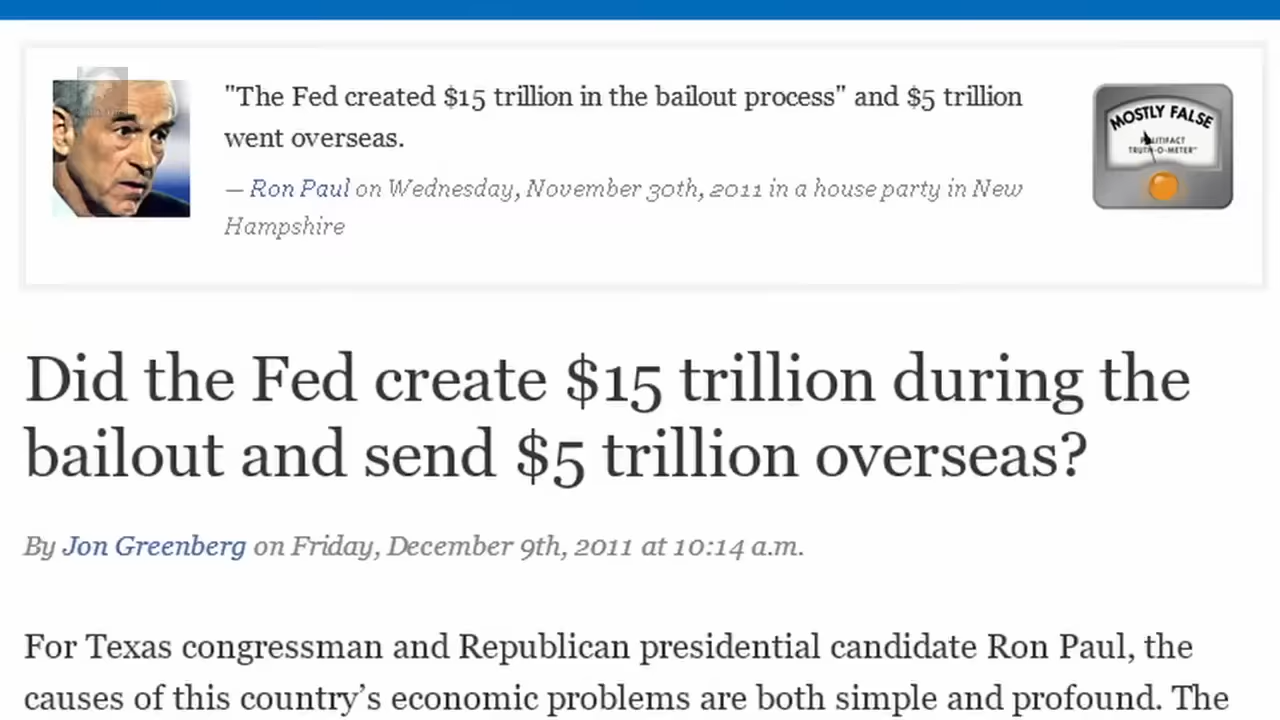 "The Fed created $15 trillion in the bailout process" and $5 trillion
went overseas.
— Ron Paul on Wednesday, November 30th, 2011 in a house party in New
Hampshire
MOSTLY FALSE
POLITIFACT
TRUTH-O-METER™
Did the Fed create $15 trillion during the
bailout and send $5 trillion overseas?
By Jon Greenberg on Friday, December 9th, 2011 at 10:14 a.m.
For Texas congressman and Republican presidential candidate Ron Paul, the
causes of this country’s economic problems are both simple and profound. The